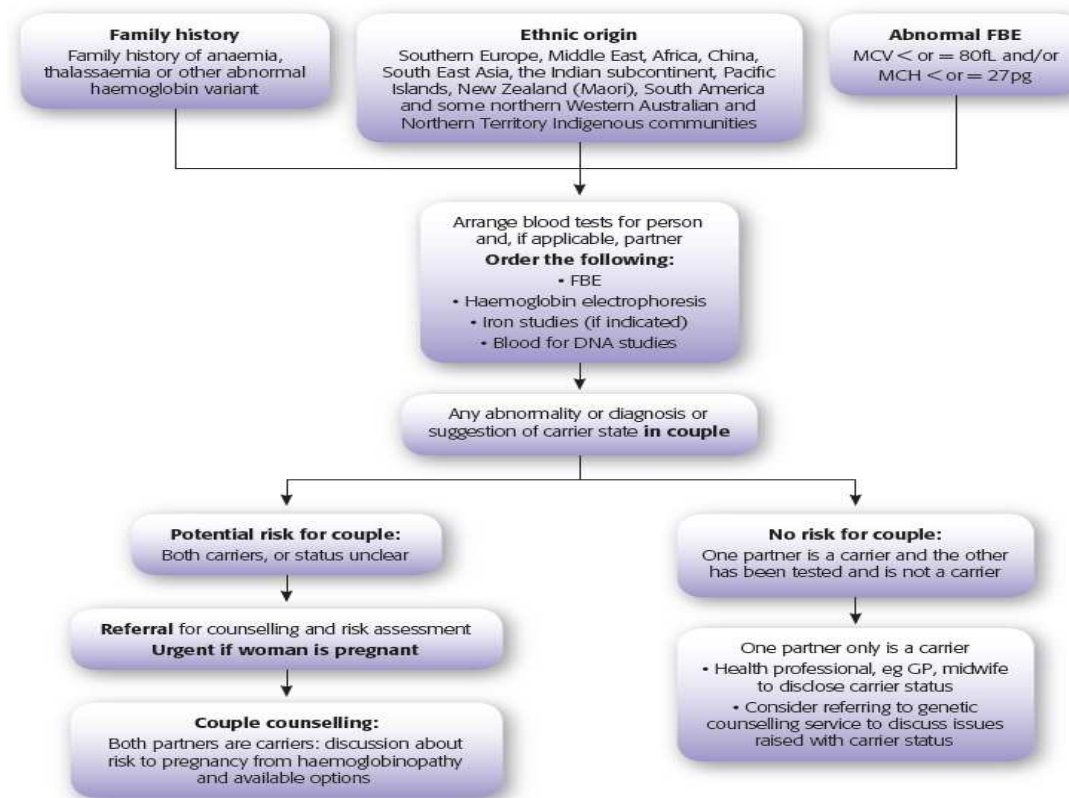 Family history
Family history of anaemia,
thalassaemia or other abnormal
haemoglobin variant
Ethnic origin
Southern Europe, Middle East, Africa, China,
South East Asia, the Indian subcontinent, Pacific
Islands, New Zealand (Maori), South America
and some northern Western Australian and
Northern Territory Indigenous communities
Abnormal FBE
MCV < or = 80fL and/or
MCH < or = 27pg
Arrange blood tests for person
and, if applicable, partner
Order the following:
• FBE
• Haemoglobin electrophoresis
• Iron studies (if indicated)
• Blood for DNA studies
Any abnormality or diagnosis or
suggestion of carrier state in couple
Potential risk for couple:
Both carriers, or status unclear
Referral for counselling and risk assessment
Urgent if woman is pregnant
Couple counselling:
Both partners are carriers: discussion about
risk to pregnancy from haemoglobinopathy
and available options
No risk for couple:
One partner is a carrier and the other
has been tested and is not a carrier
One partner only is a carrier
• Health professional, eg GP, midwife
to disclose carrier status
• Consider referring to genetic
counselling service to discuss issues
raised with carrier status